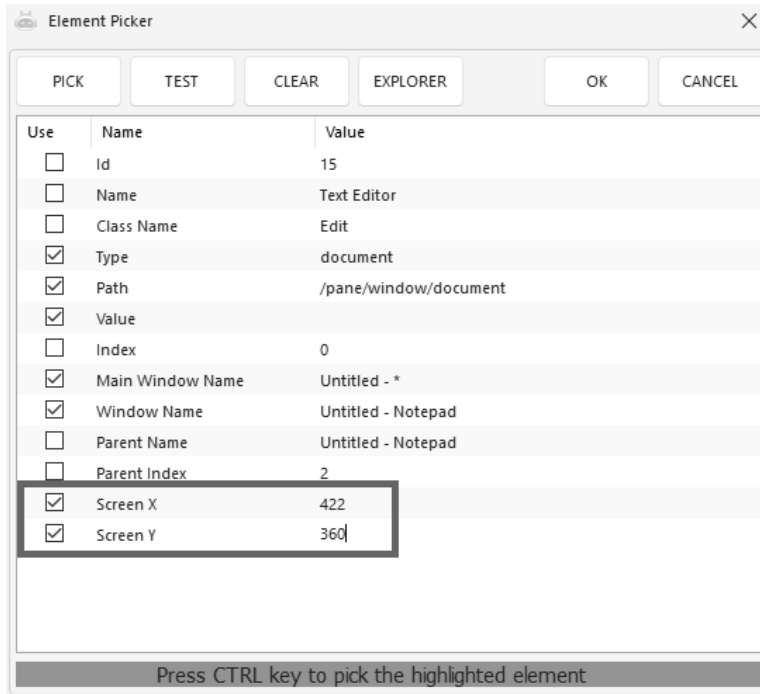 Element Picker
PICK TEST CLEAR EXPLORER OK CANCEL
Use Name Value
Id 15
Name Text Editor
Class Name Edit
Type document
Path /pane/window/document
Value
Index 0
Main Window Name Untitled - *
Window Name Untitled - Notepad
Parent Name Untitled - Notepad
Parent Index 2
Screen X 422
Screen Y 360
Press CTRL key to pick the highlighted element